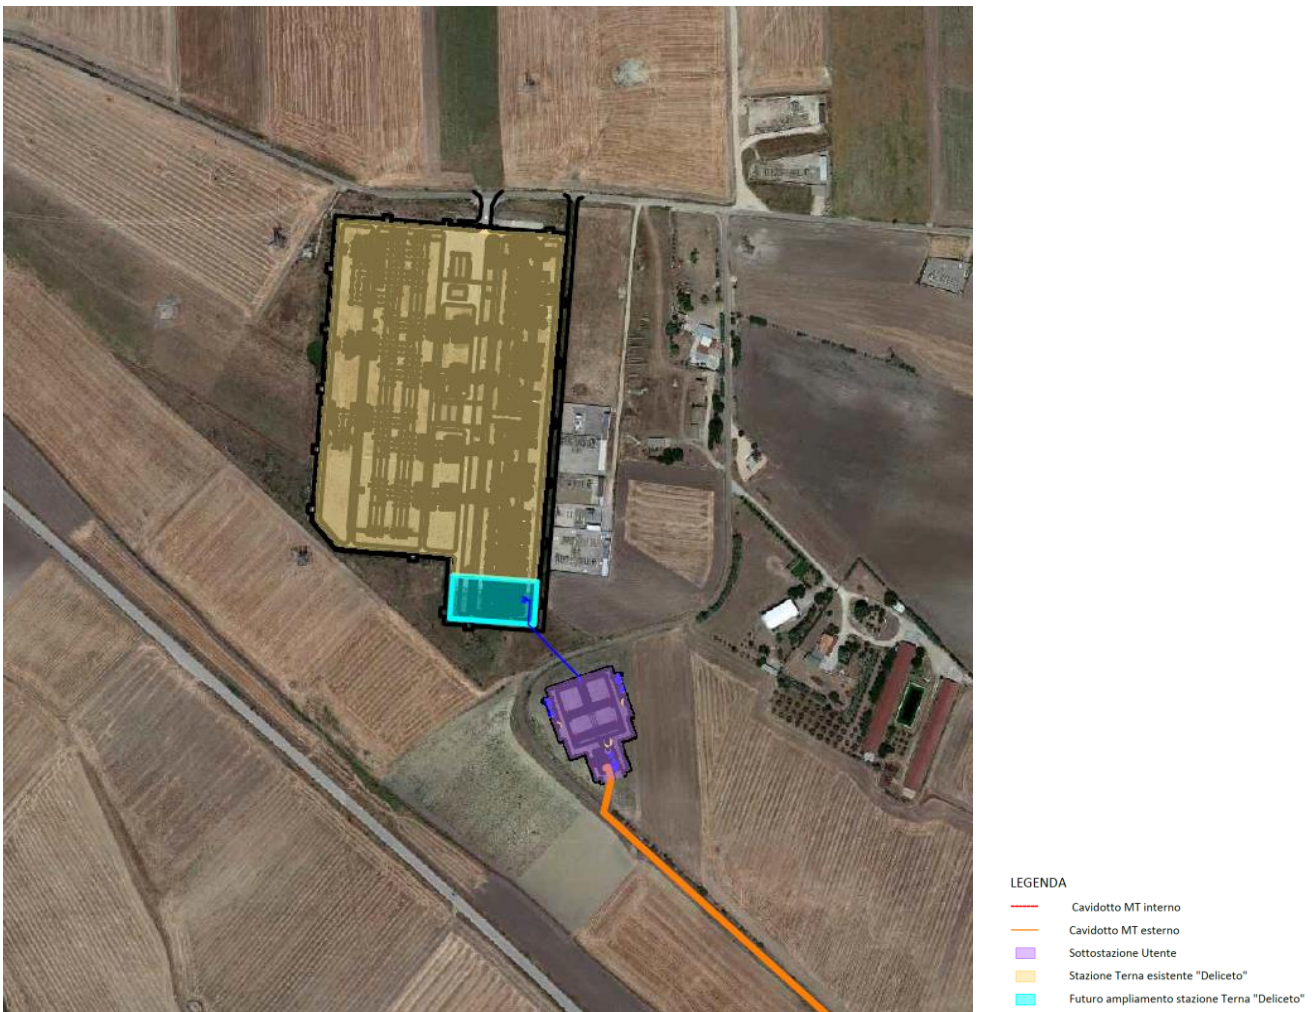 LEGENDA
Cavidotto MT interno
Cavidotto MT esterno
Sottostazione Utente
Stazione Terna esistente "Deliceto"
Futuro ampliamento stazione Terna "Deliceto"